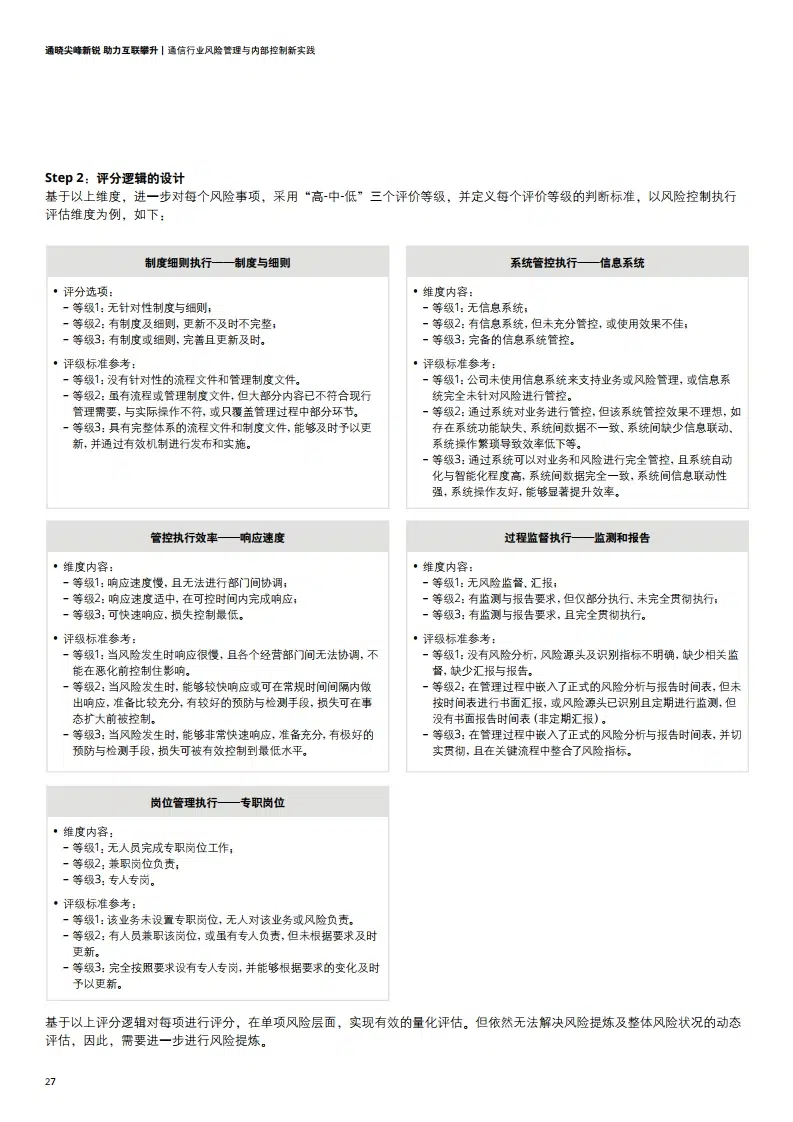 通晓尖峰新锐 助力互联攀升 | 通信行业风险管理与内部控制新实践
Step 2：评分逻辑的设计
基于以上维度，进一步对每个风险事项，采用“高-中-低”三个评价等级，并定义每个评价等级的判断标准，以风险控制执行
评估维度为例，如下：
制度细则执行——制度与细则
• 评分选项：
– 等级1：无针对性制度与细则；
– 等级2：有制度及细则，更新不及时不完整；
– 等级3：有制度或细则，完善且更新及时。
• 评级标准参考：
– 等级1：没有针对性的流程文件和管理制度文件。
– 等级2：虽有流程或管理制度文件，但大部分内容已不符合现行
管理需要，与实际操作不符，或只覆盖管理过程中部分环节。
– 等级3：具有完整体系的流程文件和制度文件，能够及时予以更
新，并通过有效机制进行发布和实施。
系统管控执行——信息系统
• 维度内容：
– 等级1：无信息系统；
– 等级2：有信息系统，但未充分管控，或使用效果不佳；
– 等级3：完备的信息系统管控。
• 评级标准参考：
– 等级1：公司未使用信息系统来支持业务或风险管理，或信息系
统完全未针对风险进行管控。
– 等级2：通过系统对业务进行管控，但该系统管控效果不理想，如
存在系统功能缺失、系统间数据不一致、系统间缺少信息联动、
系统操作繁琐导致效率低下等。
– 等级3：通过系统可以对业务和风险进行完全管控，且系统自动
化与智能化程度高，系统间数据完全一致，系统间信息联动性
强，系统操作友好，能够显著提升效率。
管控执行效率——响应速度
• 维度内容：
– 等级1：响应速度慢，且无法进行部门间协调；
– 等级2：响应速度适中，在可控时间内完成响应；
– 等级3：可快速响应，损失控制最低。
• 评级标准参考：
– 等级1：当风险发生时响应很慢，且各个经营部门间无法协调，不
能在恶化前控制住影响。
– 等级2：当风险发生时，能够较快响应或可在常规时间间隔内做
出响应，准备比较充分，有较好的预防与检测手段，损失可在事
态扩大前被控制。
– 等级3：当风险发生时，能够非常快速响应，准备充分，有极好的
预防与检测手段，损失可被有效控制到最低水平。
过程监督执行——监测和报告
• 维度内容：
– 等级1：无风险监督、汇报；
– 等级2：有监测与报告要求，但仅部分执行、未完全贯彻执行；
– 等级3：有监测与报告要求，且完全贯彻执行。
• 评级标准参考：
– 等级1：没有风险分析，风险源头及识别指标不明确，缺少相关监
督，缺少汇报与报告。
– 等级2：在管理过程中嵌入了正式的风险分析与报告时间表，但未
按时间表进行书面汇报，或风险源头已识别且定期进行监测，但
没有书面报告时间表（非定期汇报）。
– 等级3：在管理过程中嵌入了正式的风险分析与报告时间表，并切
实贯彻，且在关键流程中整合了风险指标。
岗位管理执行——专职岗位
• 维度内容：
– 等级1：无人员完成专职岗位工作；
– 等级2：兼职岗位负责；
– 等级3：专人专岗。
• 评级标准参考：
– 等级1：该业务未设置专职岗位，无人对该业务或风险负责。
– 等级2：有人员兼职该岗位，或虽有专人负责，但未根据要求及时
更新。
– 等级3：完全按照要求设有专人专岗，并能够根据要求的变化及时
予以更新。
基于以上评分逻辑对每项进行评分，在单项风险层面，实现有效的量化评估。但依然无法解决风险提炼及整体风险状况的动态
评估，因此，需要进一步进行风险提炼。
27